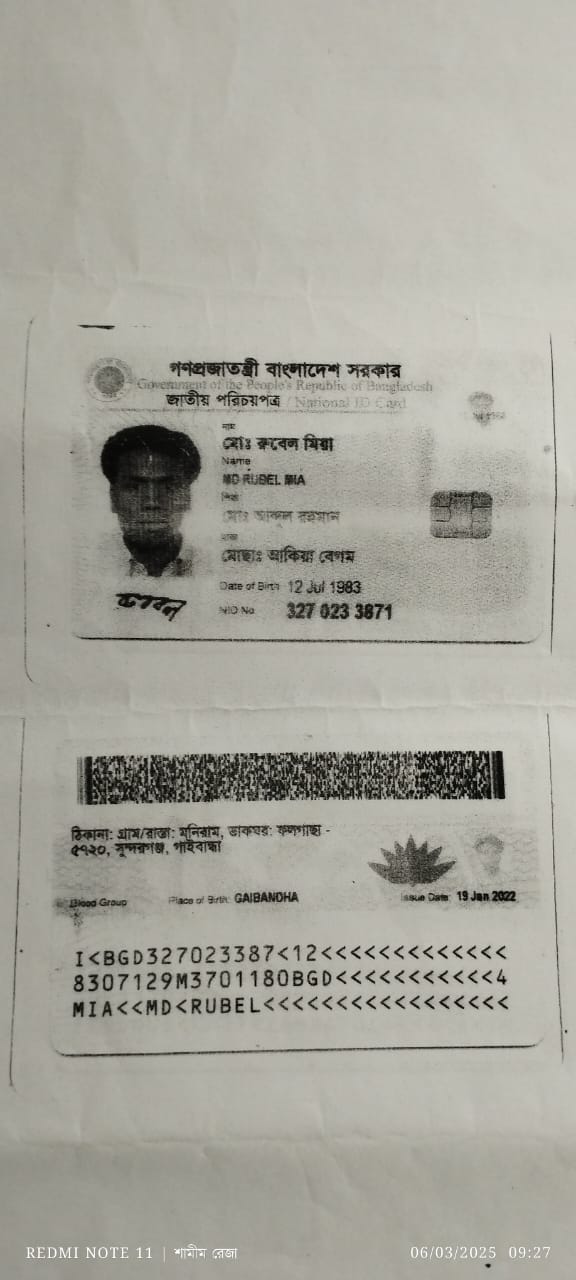 গণপ্রজাতন্ত্রী বাংলাদেশ সরকার
Government of the People's Republic of Bangladesh
জাতীয় পরিচয়পত্র / National ID Card
নাম
মোঃ রুবেল মিয়া
Name
MD RUBEL MIA
পিতা
মোঃ রহমান
মাতা
মোছাঃ আকিয়া বেগম
Date of Birth 12 Jul 1983
রুবেল
NID No 327 023 3871
ঠিকানা: গ্রাম/রাস্তা: মনিরাম, ডাকঘর: ফলগাছা -
৫৭২০, সুন্দরগঞ্জ, গাইবান্ধা
Blood Group Place of Birth: GAIBANDHA Issue Date: 19 Jan 2022
I<BGD327023387<12<<<<<<<<<<<<<
8307129M3701180BGD<<<<<<<<<<<4
MIA<<MD<RUBEL<<<<<<<<<<<<<<<<<
REDMI NOTE 11 | শামীম রেজা 06/03/2025 09:27